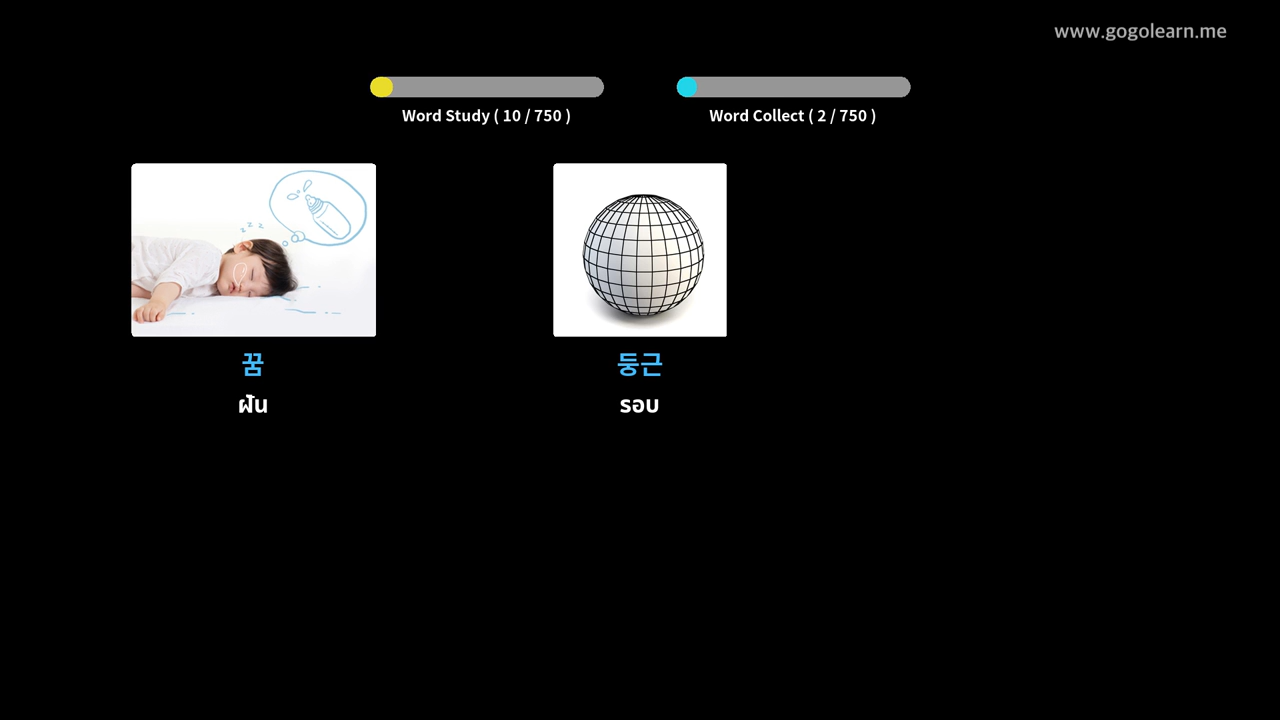 www.gogolearn.me
Word Study ( 10 / 750 )
Word Collect ( 2 / 750 )
z z z
꿈
둥근
ฝัน
รอบ